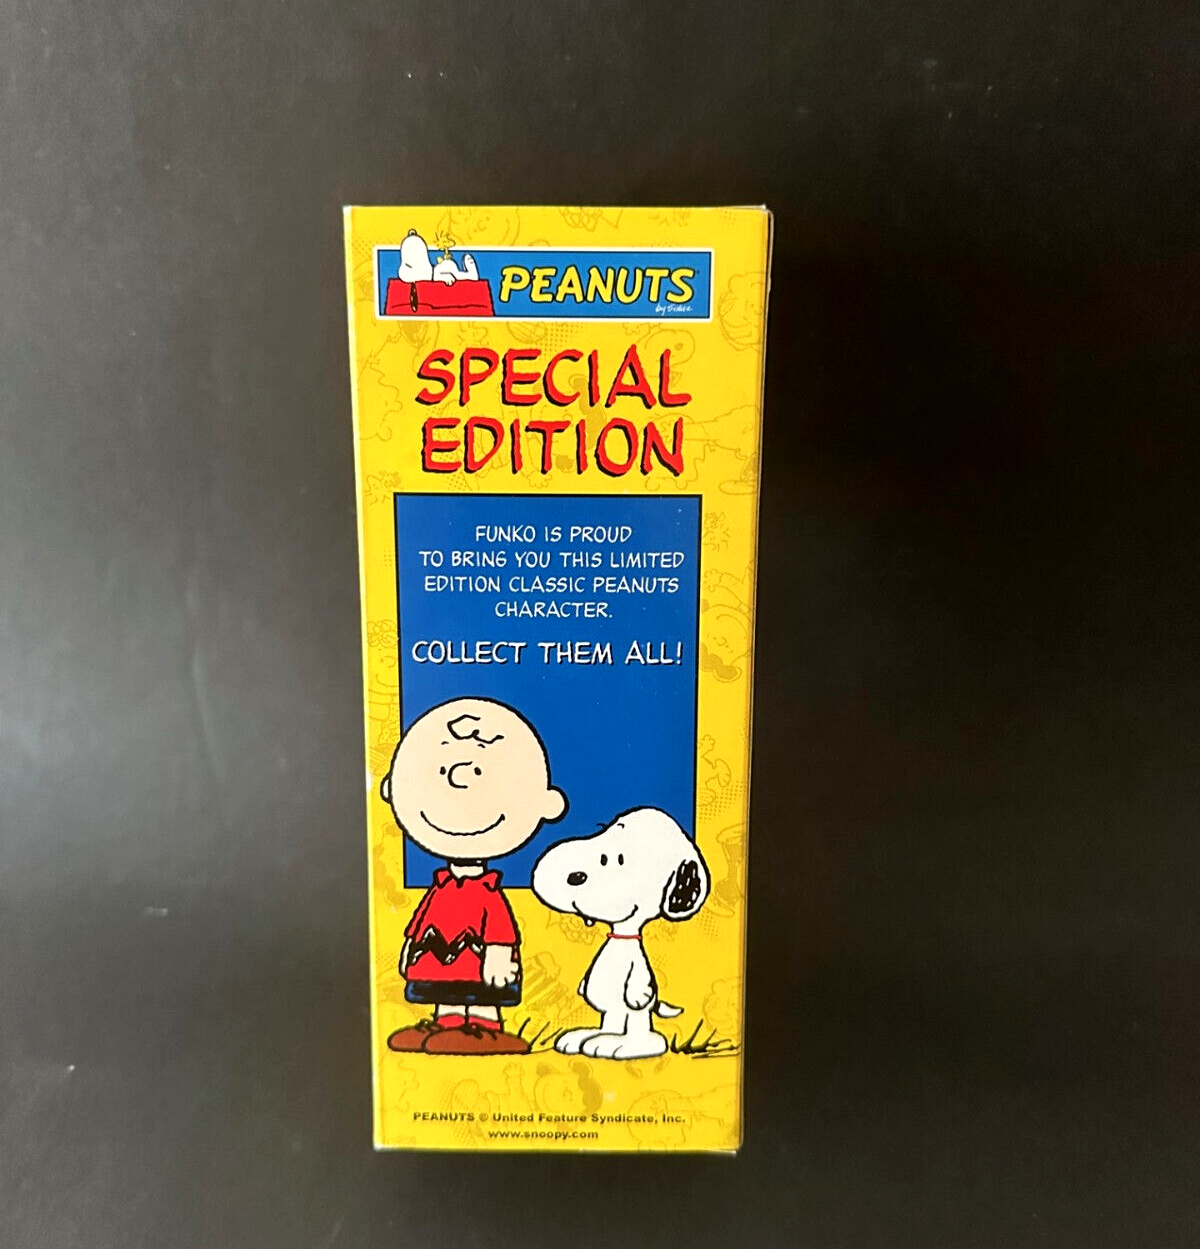 PEANUTS
SPECIAL
EDITION
FUNKO IS PROUD
TO BRING YOU THIS LIMITED
EDITION CLASSIC PEANUTS
CHARACTER.
COLLECT THEM ALL!
PEANUTS © United Feature Syndicate, Inc.
www.snoopy.com